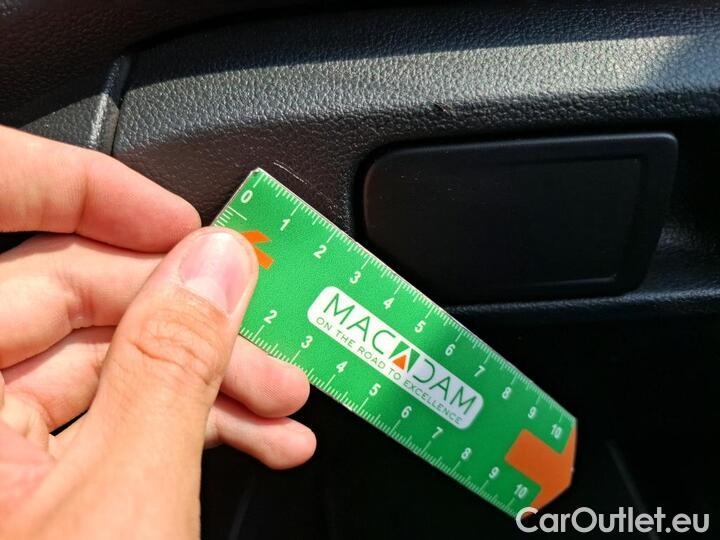 0 1 2 3 4 5 6 7 8 9 10
MACADAM
ON THE ROAD TO EXCELLENCE
2 3 4 5 6 7 8 9 10
CarOutlet.eu